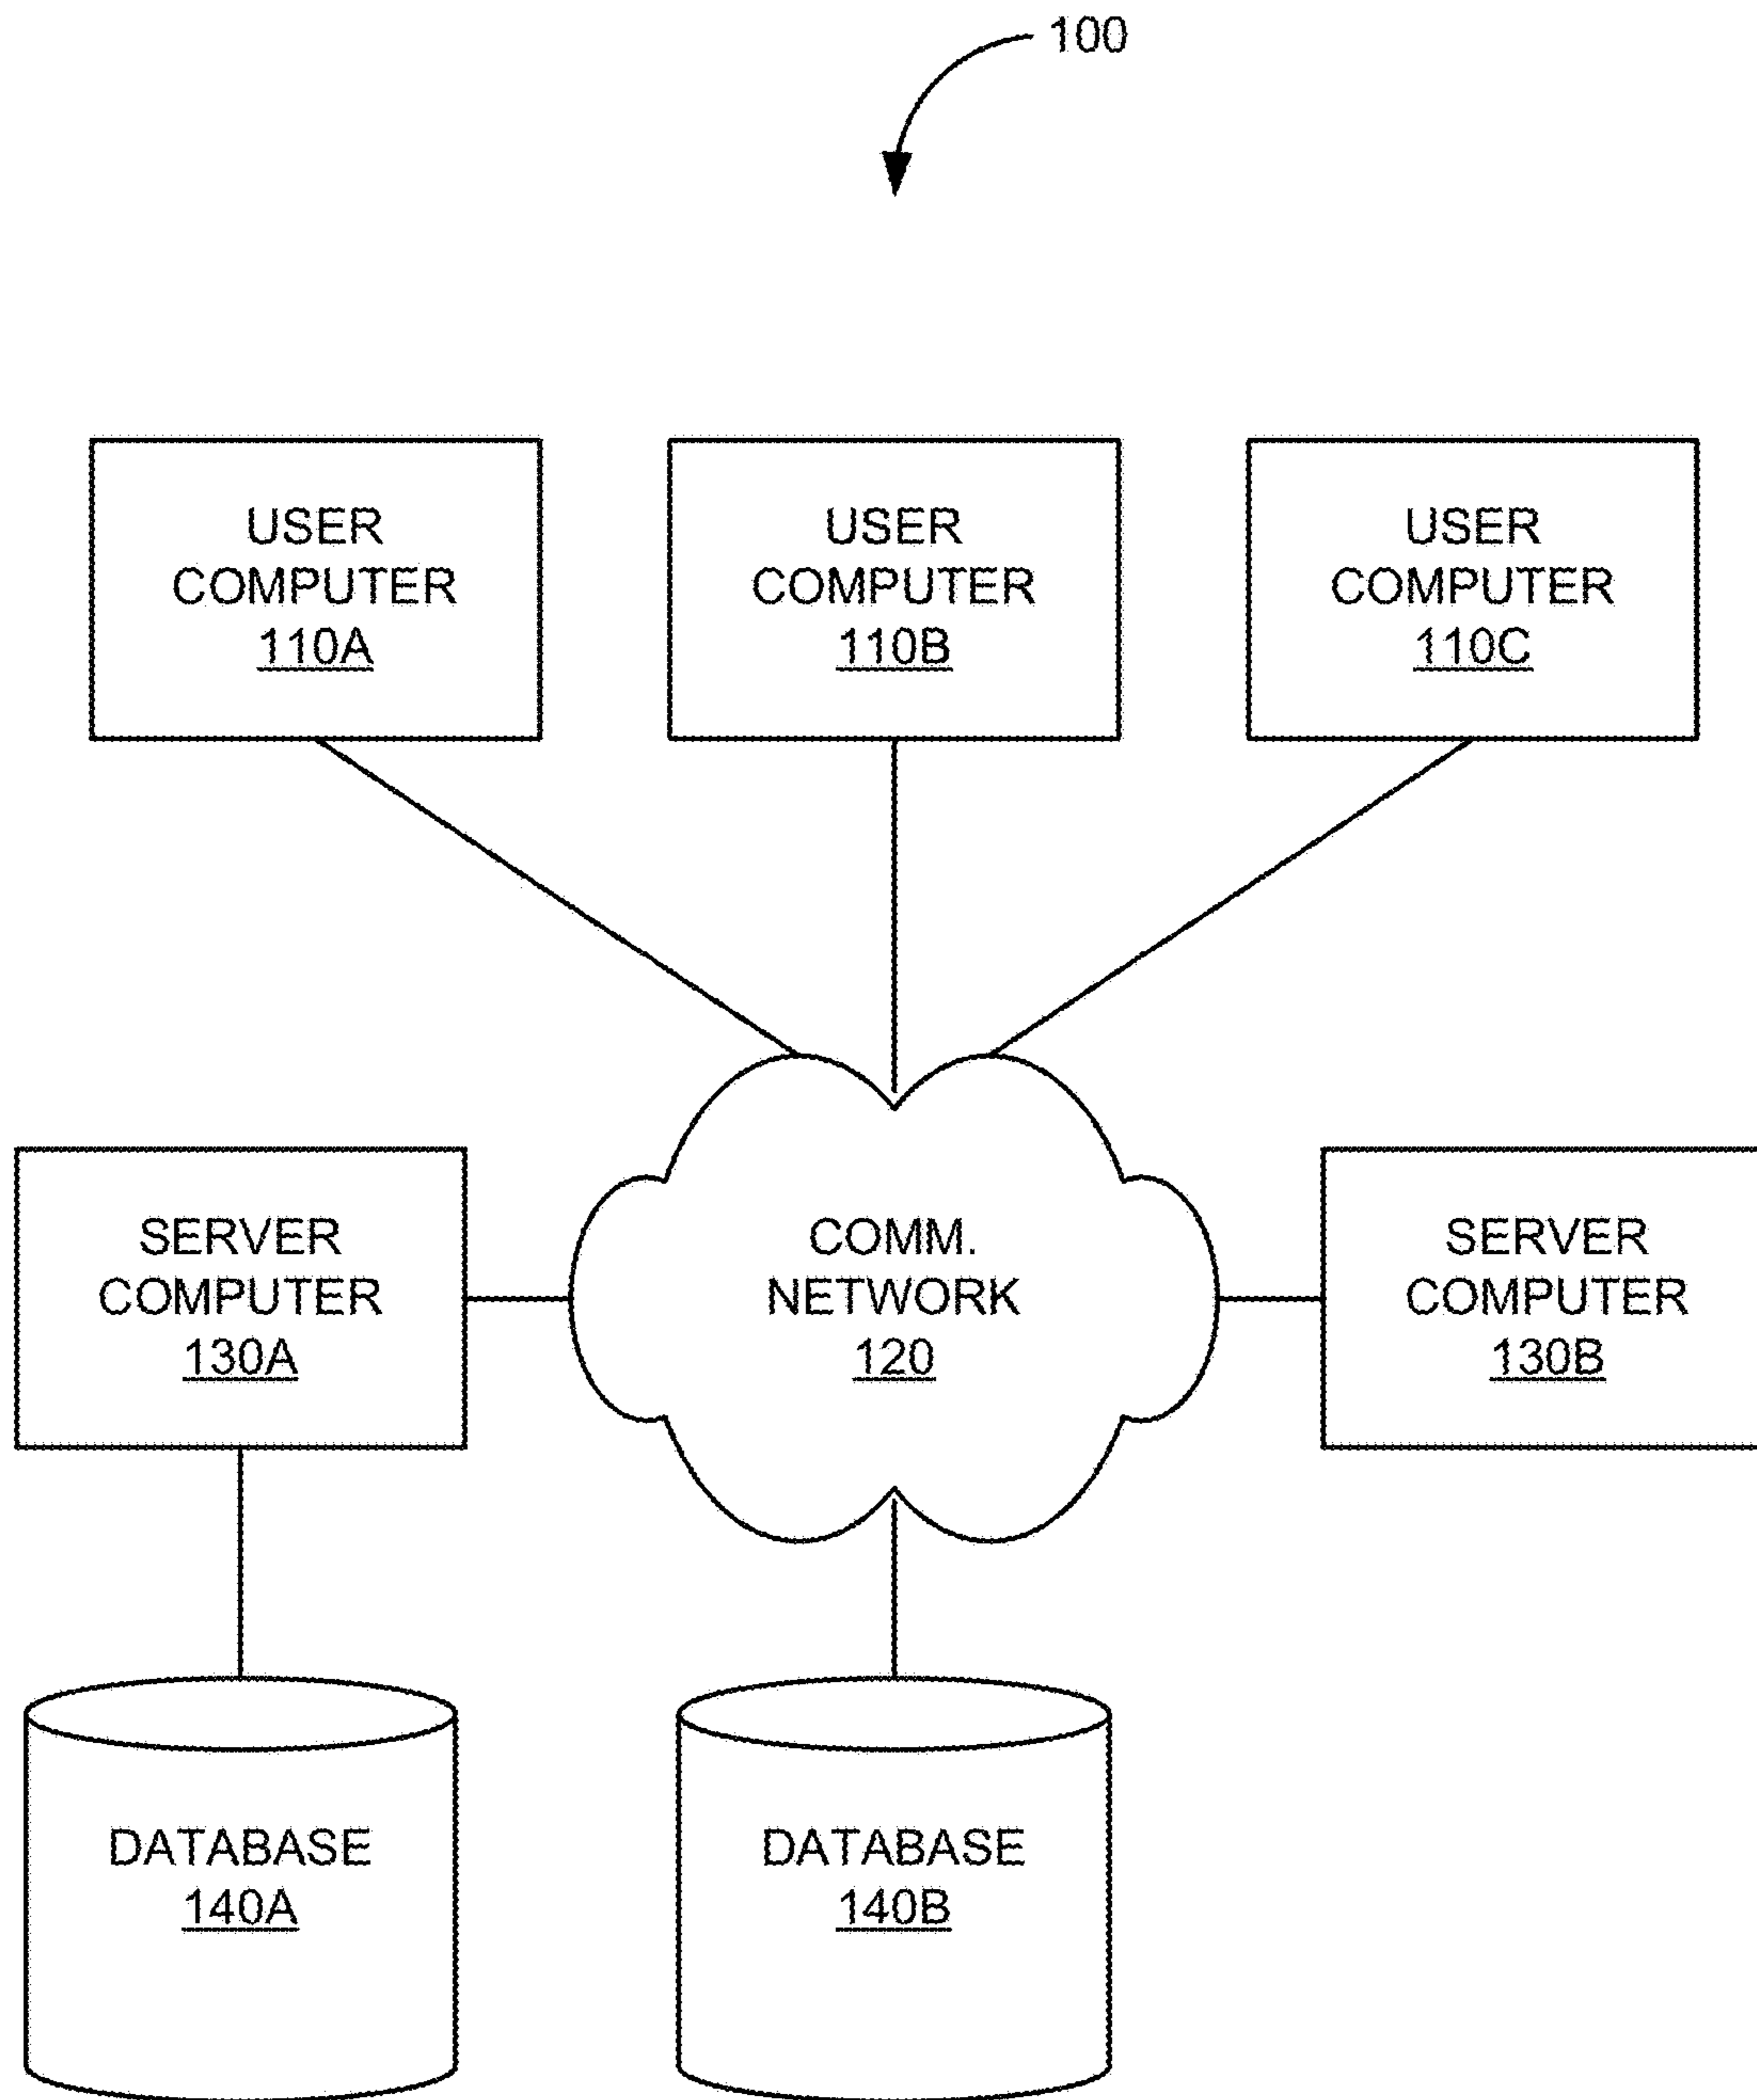 100
USER
COMPUTER
110A
USER
COMPUTER
110B
USER
COMPUTER
110C
SERVER
COMPUTER
130A
COMM.
NETWORK
120
SERVER
COMPUTER
130B
DATABASE
140A
DATABASE
140B